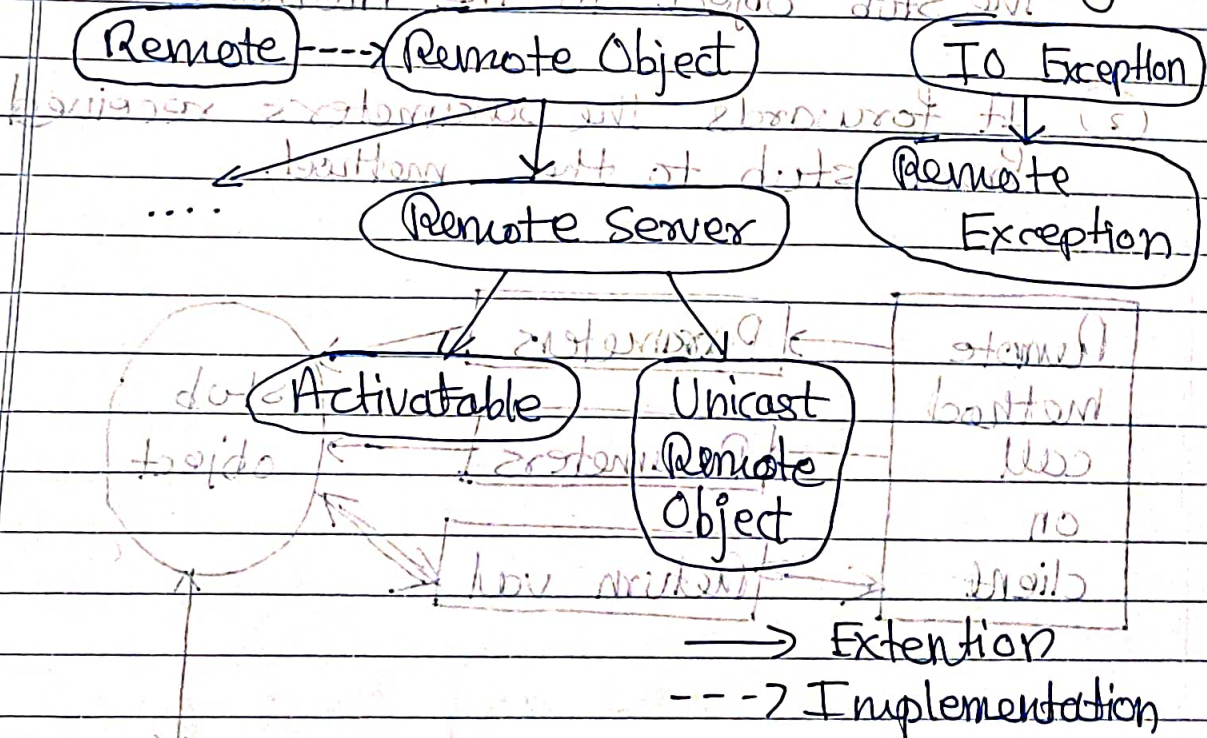 Remote ----> Remote Object
IO Exception
Remote
Exception
....
Remote Server
Activatable
Unicast
Remote
Object
Extention
Implementation